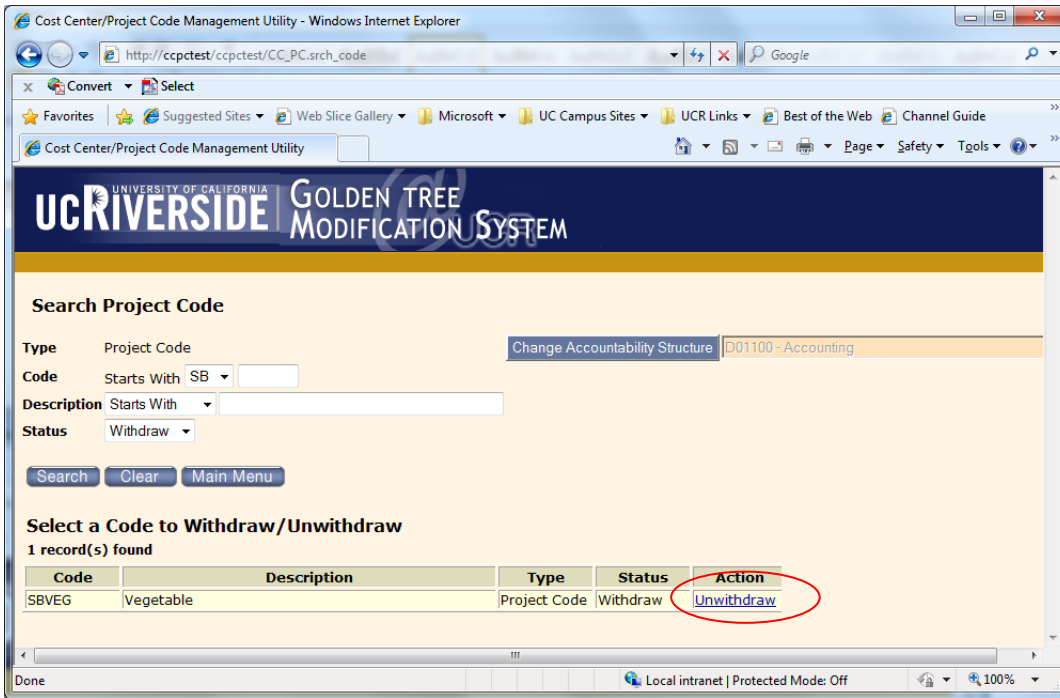 Cost Center/Project Code Management Utility - Windows Internet Explorer
http://ccpctest/ccpctest/CC_PC.srch_code
Google
x Convert Select
Favorites Suggested Sites Web Slice Gallery Microsoft UC Campus Sites UCR Links Best of the Web Channel Guide »
Cost Center/Project Code Management Utility Page Safety Tools »
UNIVERSITY OF CALIFORNIA
UCRIVERSIDE GOLDEN TREE
MODIFICATION SYSTEM
@UCR
Search Project Code
Type Project Code Change Accountability Structure D01100 - Accounting
Code Starts With SB
Description Starts With
Status Withdraw
Search Clear Main Menu
Select a Code to Withdraw/Unwithdraw
1 record(s) found
Code Description Type Status Action
SBVEG Vegetable Project Code Withdraw Unwithdraw
Done Local intranet | Protected Mode: Off 100%